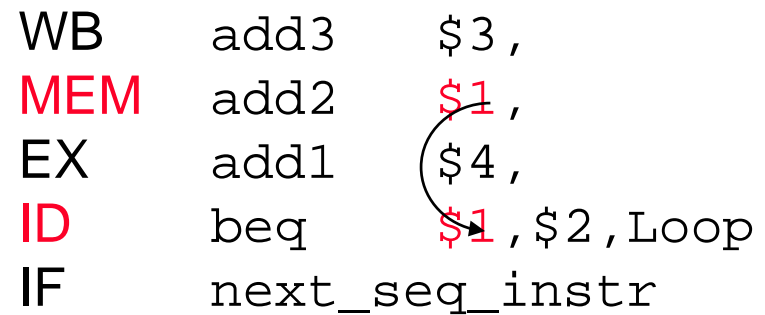 WB add3 $3,
MEM add2 $1,
EX add1 $4,
ID beq $1,$2,Loop
IF next_seq_instr